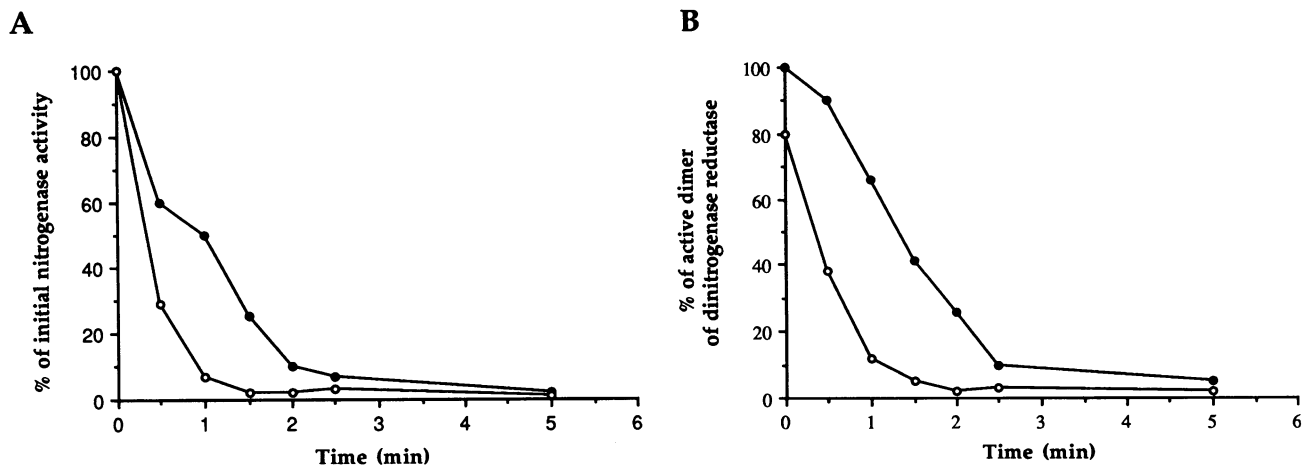 A
% of initial nitrogenase activity
100
80
60
40
20
0
0 1 2 3 4 5 6
Time (min)
B
% of active dimer
of dinitrogenase reductase
100
80
60
40
20
0
0 1 2 3 4 5 6
Time (min)